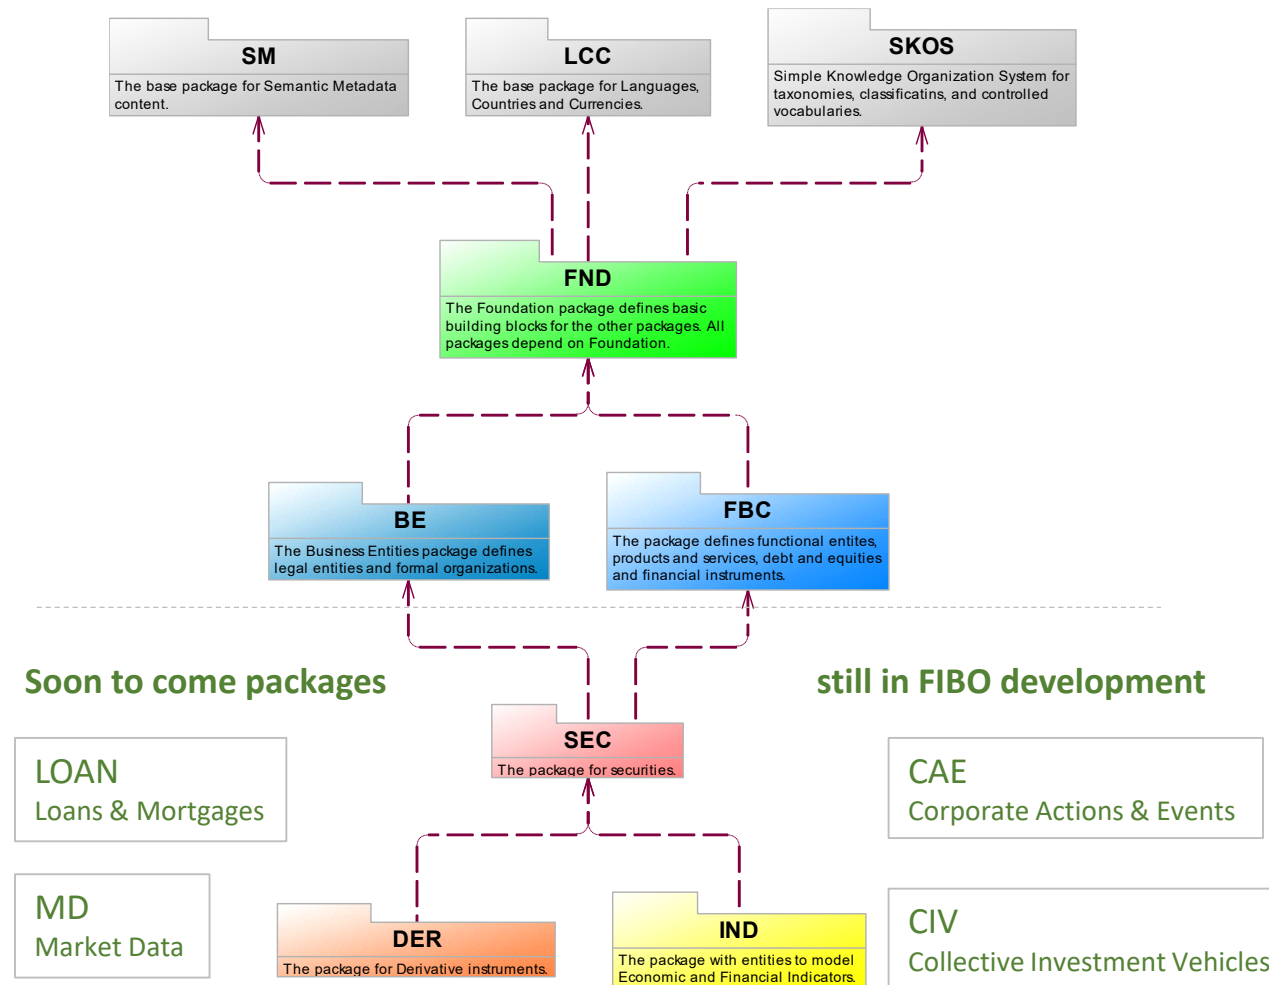 SM
The base package for Semantic Metadata
content.
LCC
The base package for Languages,
Countries and Currencies.
SKOS
Simple Knowledge Organization System for
taxonomies, classificatins, and controlled
vocabularies.
FND
The Foundation package defines basic
building blocks for the other packages. All
packages depend on Foundation.
BE
The Business Entities package defines
legal entities and formal organizations.
FBC
The package defines functional entites,
products and services, debt and equities
and financial instruments.
Soon to come packages
still in FIBO development
SEC
The package for securities.
LOAN
Loans & Mortgages
CAE
Corporate Actions & Events
MD
Market Data
DER
The package for Derivative instruments.
IND
The package with entities to model
Economic and Financial Indicators.
CIV
Collective Investment Vehicles